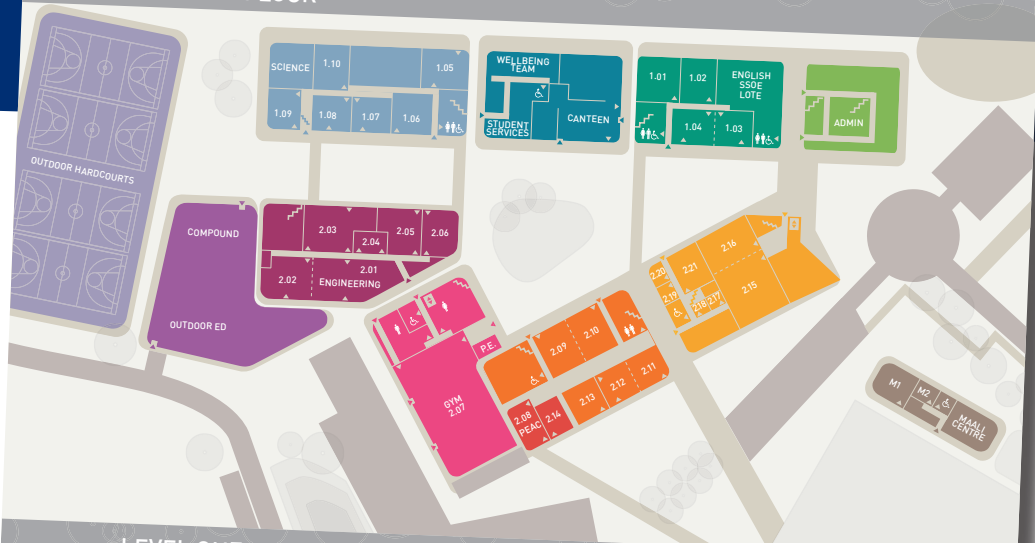 SCIENCE
1.10
1.05
1.09
1.08
1.07
1.06
WELLBEING
TEAM
STUDENT
SERVICES
CANTEEN
1.01
1.02
ENGLISH
SSOE
LOTE
1.04
1.03
ADMIN
OUTDOOR HARDCOURTS
COMPOUND
OUTDOOR ED
2.03
2.04
2.05
2.06
2.02
2.01
ENGINEERING
P.E.
GYM
2.07
2.09
2.10
2.08
PEAC
2.14
2.13
2.12
2.11
2.16
2.21
2.20
2.19
2.18
2.17
2.15
M1
M2
MAALI
CENTRE